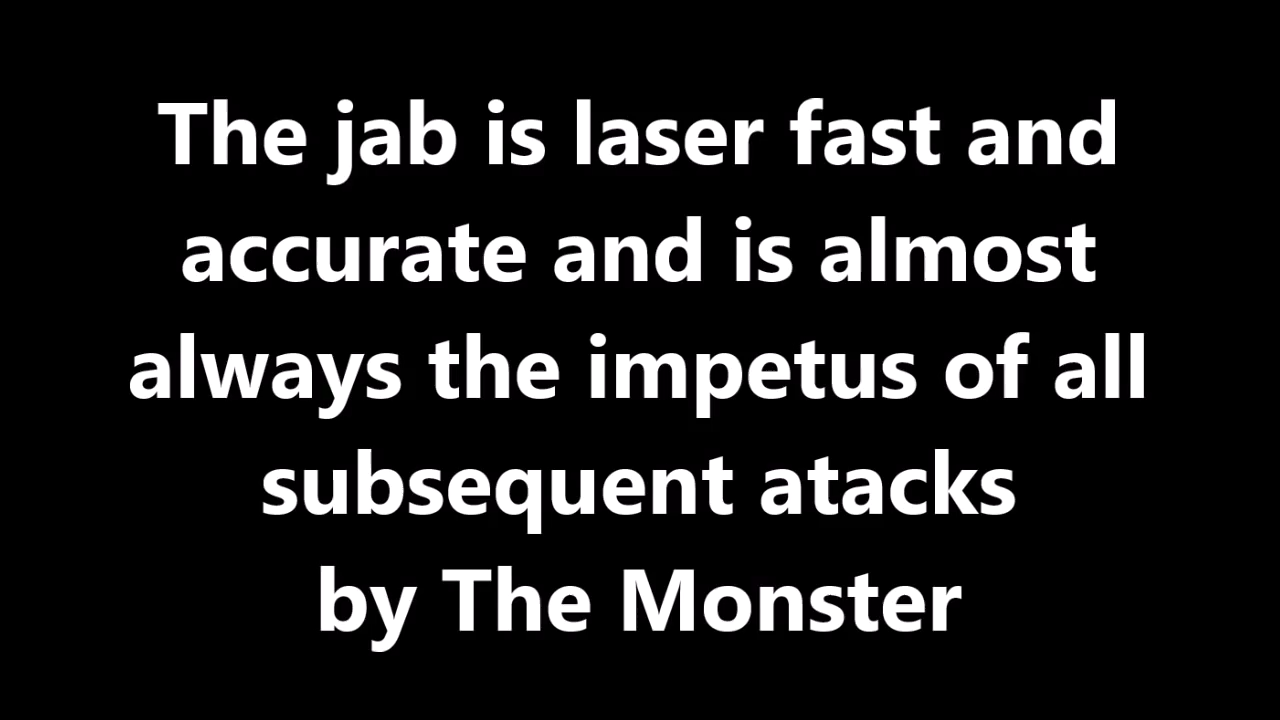 The jab is laser fast and
accurate and is almost
always the impetus of all
subsequent atacks
by The Monster